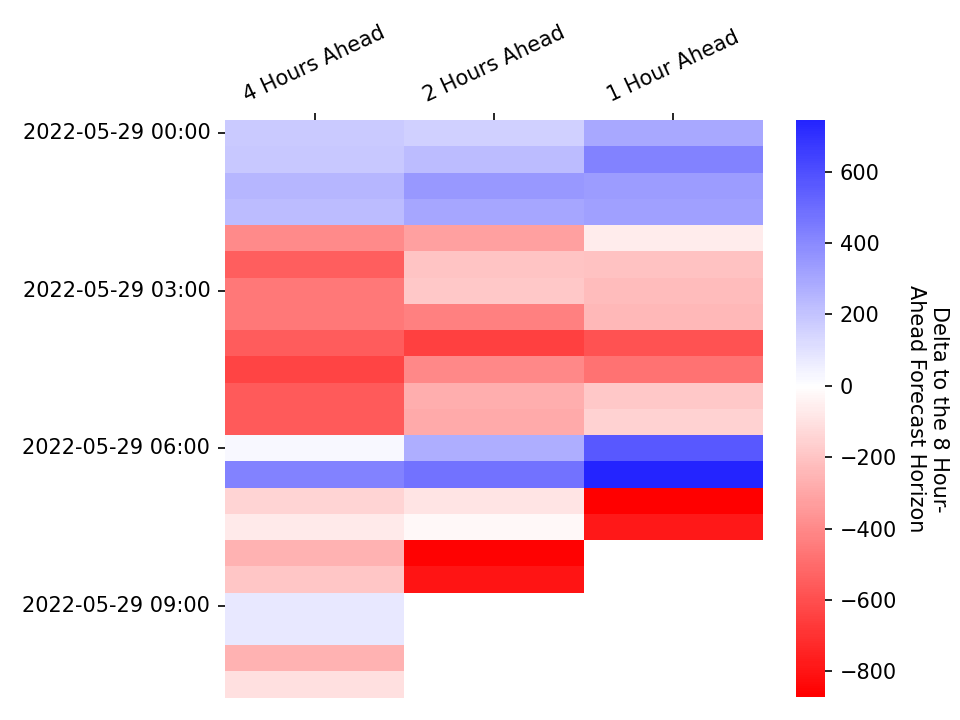 4 Hours Ahead
2 Hours Ahead
1 Hour Ahead
2022-05-29 00:00
2022-05-29 03:00
2022-05-29 06:00
2022-05-29 09:00
600
400
200
0
−200
−400
−600
−800
Delta to the 8 Hour-
Ahead Forecast Horizon